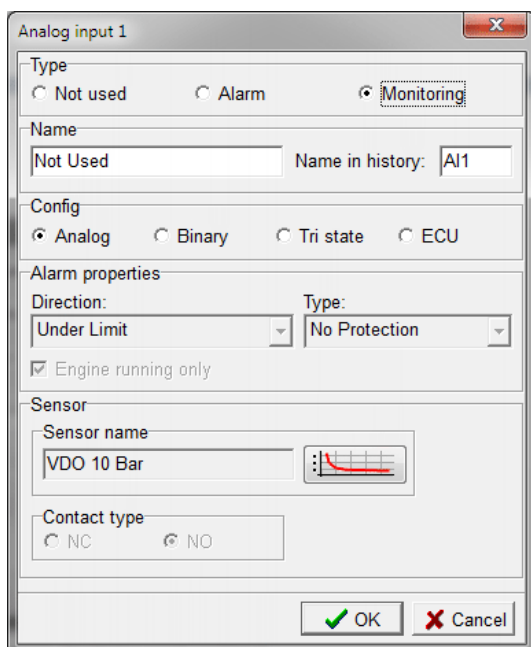 Analog input 1
Type
Not used Alarm Monitoring
Name
Not Used Name in history: AI1
Config
Analog Binary Tri state ECU
Alarm properties
Direction: Type:
Under Limit No Protection
Engine running only
Sensor
Sensor name
VDO 10 Bar
Contact type
NC NO
OK Cancel